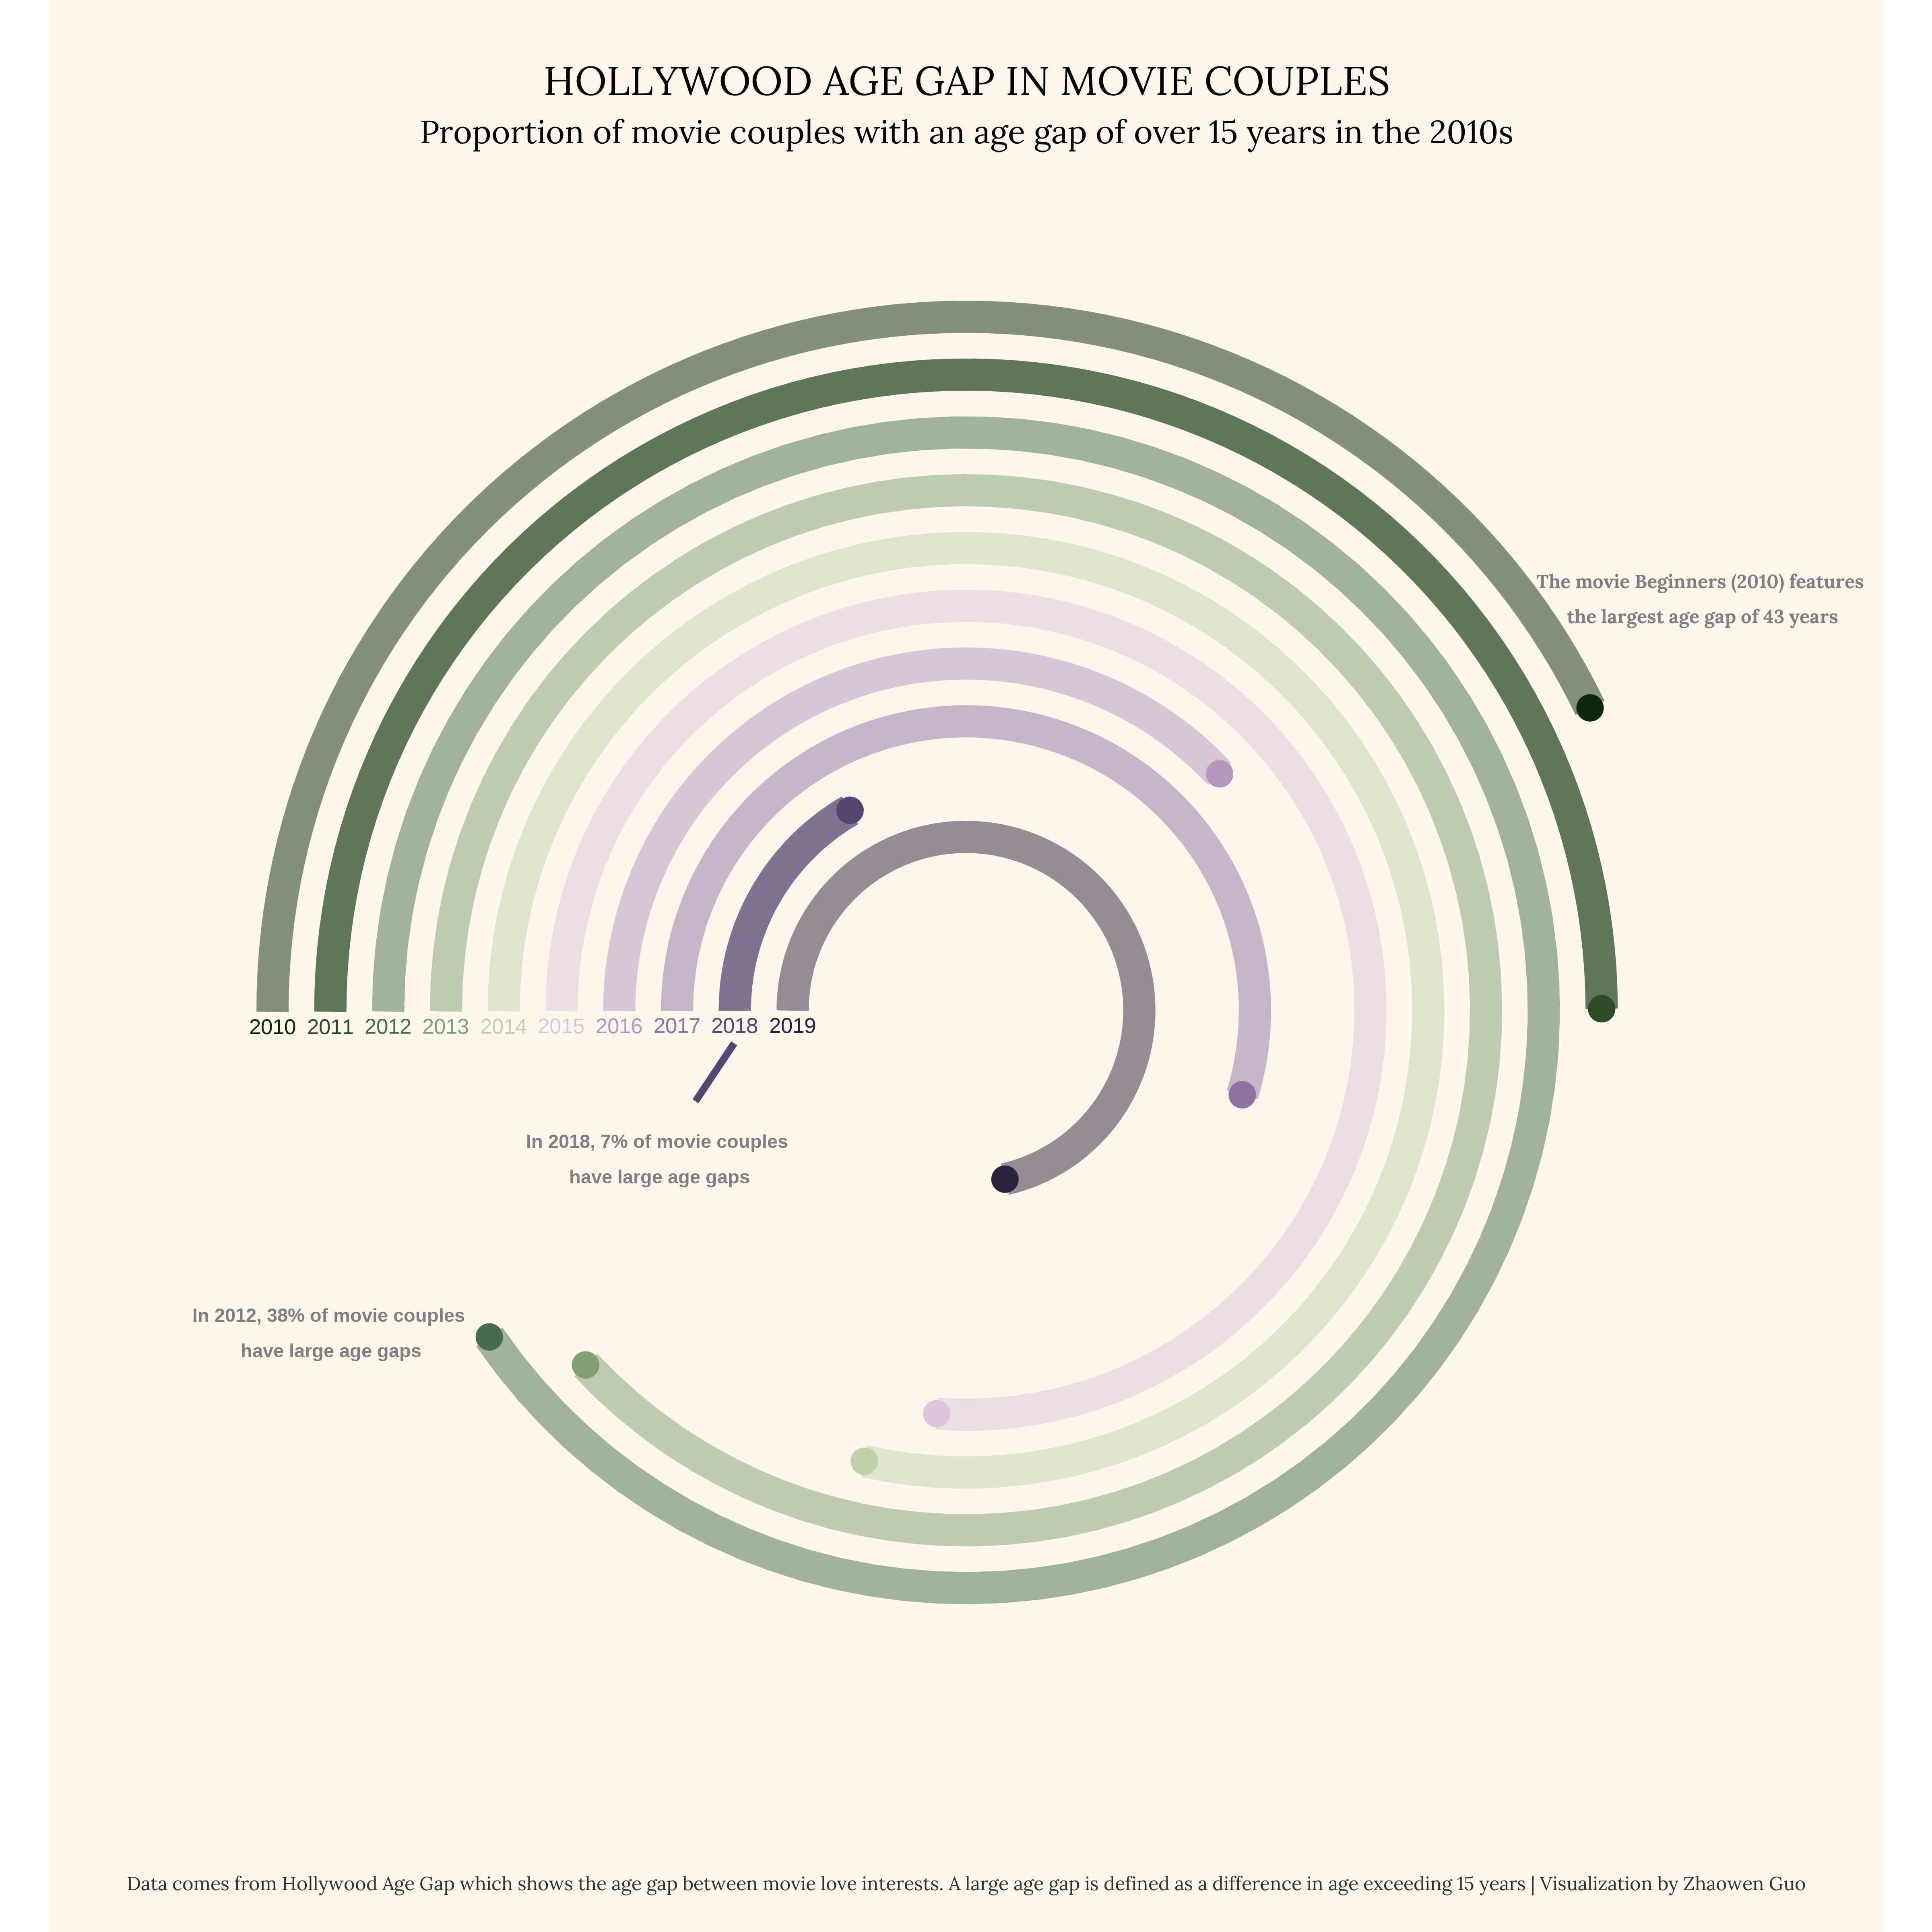 HOLLYWOOD AGE GAP IN MOVIE COUPLES
Proportion of movie couples with an age gap of over 15 years in the 2010s
The movie Beginners (2010) features
the largest age gap of 43 years
2010 2011 2012 2013 2014 2015 2016 2017 2018 2019
In 2018, 7% of movie couples
have large age gaps
In 2012, 38% of movie couples
have large age gaps
Data comes from Hollywood Age Gap which shows the age gap between movie love interests. A large age gap is defined as a difference in age exceeding 15 years | Visualization by Zhaowen Guo